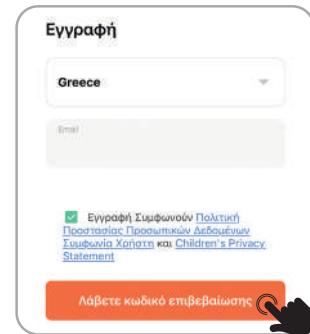 Εγγραφή
Greece
Email
Εγγραφή Συμφωνούν Πολιτική
Προστασίας Προσωπικών Δεδομένων
Συμφωνία Χρήστη και Children's Privacy
Statement
Λάβετε κωδικό επιβεβαίωσης